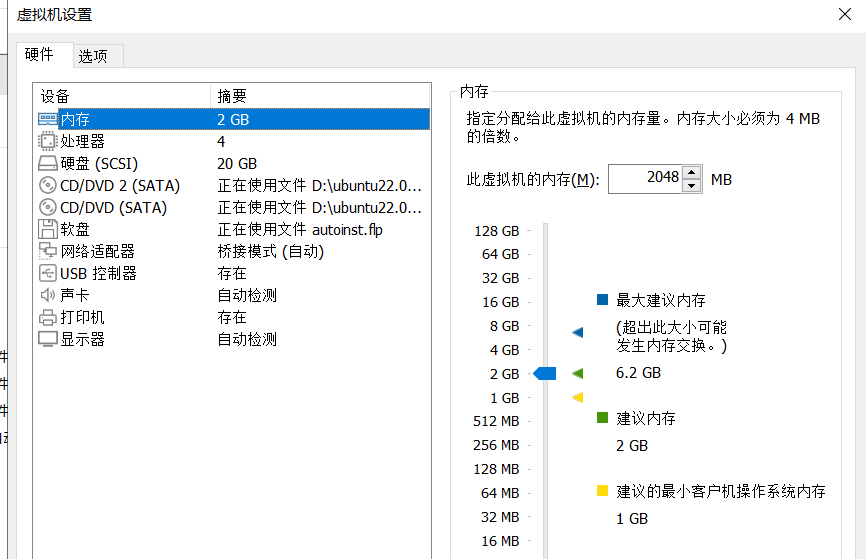 虚拟机设置
硬件 选项
设备 摘要
内存 2 GB
处理器 4
硬盘 (SCSI) 20 GB
CD/DVD 2 (SATA) 正在使用文件 D:\ubuntu22.0...
CD/DVD (SATA) 正在使用文件 D:\ubuntu22.0...
软盘 正在使用文件 autoinst.flp
网络适配器 桥接模式 (自动)
USB 控制器 存在
声卡 自动检测
打印机 存在
显示器 自动检测
内存
指定分配给此虚拟机的内存量。内存大小必须为 4 MB
的倍数。
此虚拟机的内存(M): 2048 MB
128 GB
64 GB
32 GB
16 GB
8 GB
4 GB
2 GB
1 GB
512 MB
256 MB
128 MB
64 MB
32 MB
16 MB
最大建议内存
(超出此大小可能
发生内存交换。)
6.2 GB
建议内存
2 GB
建议的最小客户机操作系统内存
1 GB
件
件
件